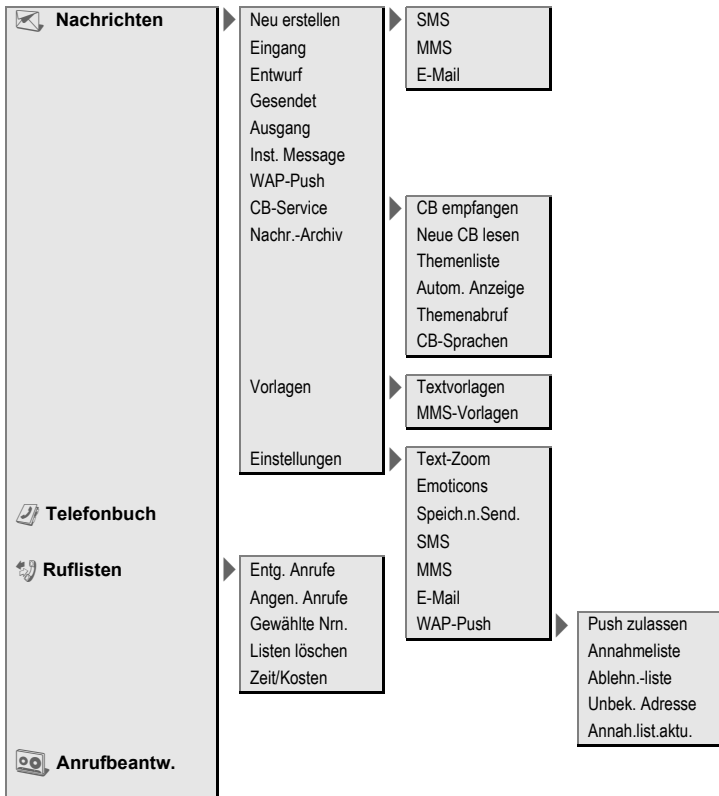 Nachrichten
Neu erstellen
Eingang
Entwurf
Gesendet
Ausgang
Inst. Message
WAP-Push
CB-Service
Nachr.-Archiv
Vorlagen
Einstellungen
SMS
MMS
E-Mail
CB empfangen
Neue CB lesen
Themenliste
Autom. Anzeige
Themenabruf
CB-Sprachen
Textvorlagen
MMS-Vorlagen
Text-Zoom
Emoticons
Speich.n.Send.
SMS
MMS
E-Mail
WAP-Push
Push zulassen
Annahmeliste
Ablehn.-liste
Unbek. Adresse
Annah.list.aktu.
Telefonbuch
Ruflisten
Entg. Anrufe
Angen. Anrufe
Gewählte Nrn.
Listen löschen
Zeit/Kosten
Anrufbeantw.